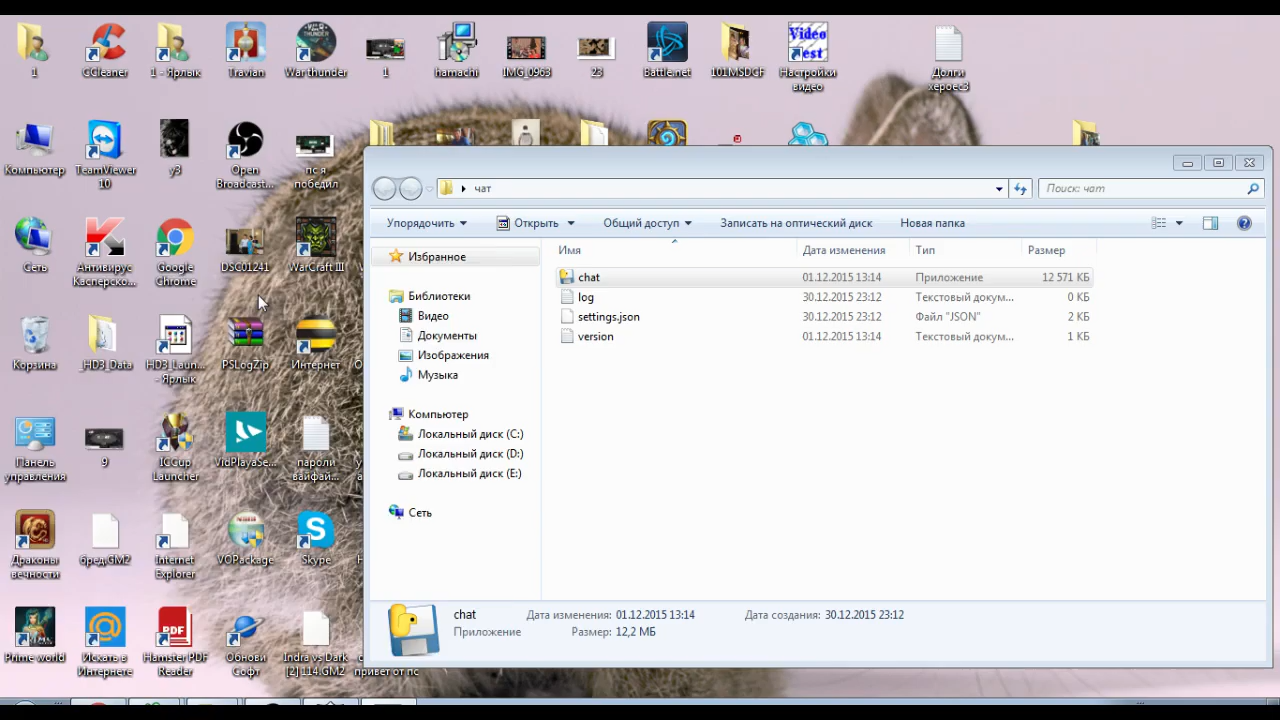 1
CCleaner
1 - Ярлык
Travian
War thunder
1
hamachi
IMG_0963
23
Battle.net
101MSDCF
Video
Настройки
видео
Долги
хероес3
Компьютер
TeamViewer
10
у3
Open
Broadcast...
пс я
победил
Сеть
Антивирус
Касперско...
Google
chrome
DSC01241
WarCraft III
Корзина
_HD3_Data
HD3_Laun...
- Ярлык
PSLogZip
Интернет
Панель
управления
9
ICCup
Launcher
VidPlayaSe...
пароли
вайфай...
Драконы
вечности
бред.GM2
Internet
Explorer
VOPackage
Skype
Prime world
Искать в
Интернете
PDF
Hamster PDF
Reader
Обнови
Софт
Indra vs Dark
[2] 114.GM2
привет от пс
чат
Поиск: чат
Упорядочить
Открыть
Общий доступ
Записать на оптический диск
Новая папка
Избранное
Библиотеки
Видео
Документы
Изображения
Музыка
Компьютер
Локальный диск (C:)
Локальный диск (D:)
Локальный диск (E:)
Сеть
Имя Дата изменения Тип Размер
chat 01.12.2015 13:14 Приложение 12 571 КБ
log 30.12.2015 23:12 Текстовый докум... 0 КБ
settings.json 30.12.2015 23:12 Файл "JSON" 2 КБ
version 01.12.2015 13:14 Текстовый докум... 1 КБ
chat Дата изменения: 01.12.2015 13:14 Дата создания: 30.12.2015 23:12
Приложение Размер: 12,2 МБ